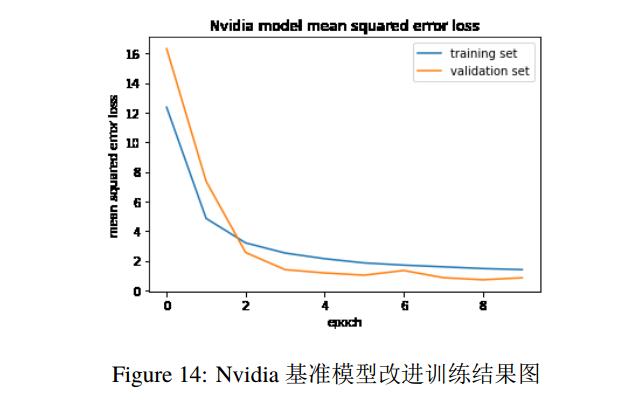 Nvidia model mean squared error loss
training set
validation set
mean squared error loss
16
14
12
10
8
6
4
2
0
0 2 4 6 8
epoch
Figure 14: Nvidia 基准模型改进训练结果图